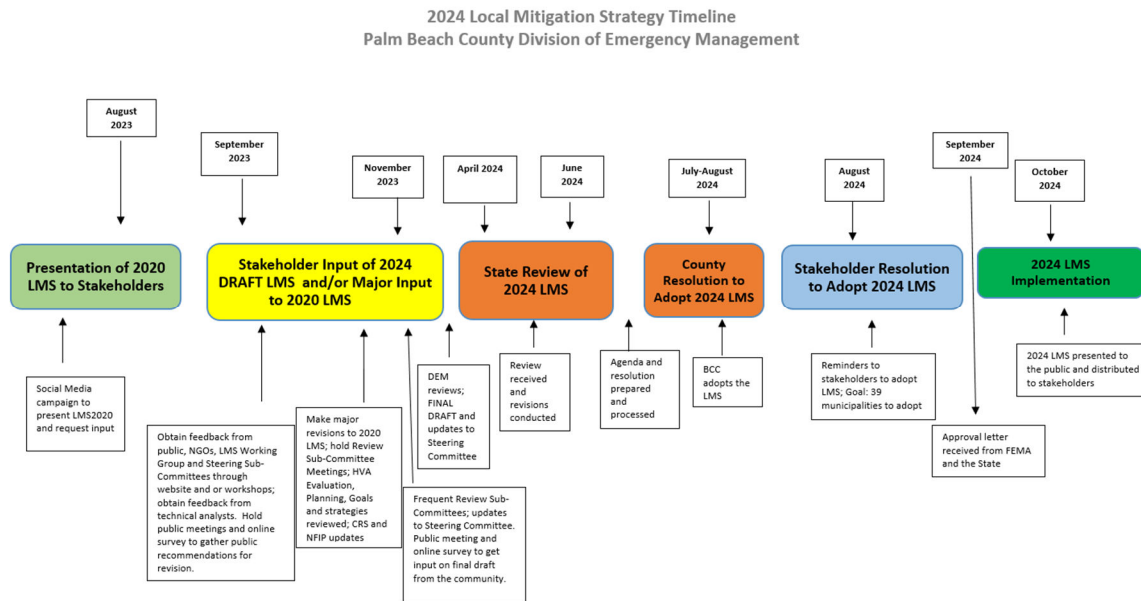 2024 Local Mitigation Strategy Timeline
Palm Beach County Division of Emergency Management
August
2023
September
2023
November
2023
April 2024
June
2024
July-August
2024
August
2024
September
2024
October
2024
Presentation of 2020
LMS to Stakeholders
Stakeholder Input of 2024
DRAFT LMS and/or Major Input
to 2020 LMS
State Review of
2024 LMS
County
Resolution to
Adopt 2024 LMS
Stakeholder Resolution
to Adopt 2024 LMS
2024 LMS
Implementation
Social Media
campaign to
present LMS2020
and request input
Obtain feedback from
public, NGOs, LMS Working
Group and Steering Sub-
Committees through
website and or workshops;
obtain feedback from
technical analysts. Hold
public meetings and online
survey to gather public
recommendations for
revision.
Make major
revisions to 2020
LMS; hold Review
Sub-Committee
Meetings; HVA
Evaluation,
Planning, Goals
and strategies
reviewed; CRS and
NFIP updates
Frequent Review Sub-
Committees; updates
to Steering Committee.
Public meeting and
online survey to get
input on final draft
from the community.
DEM
reviews;
FINAL
DRAFT and
updates to
Steering
Committee
Review
received and
revisions
conducted
Agenda and
resolution
prepared
and
processed
BCC
adopts the
LMS
Reminders to
stakeholders to adopt
LMS; Goal: 39
municipalities to adopt
Approval letter
received from FEMA
and the State
2024 LMS presented to
the public and distributed
to stakeholders